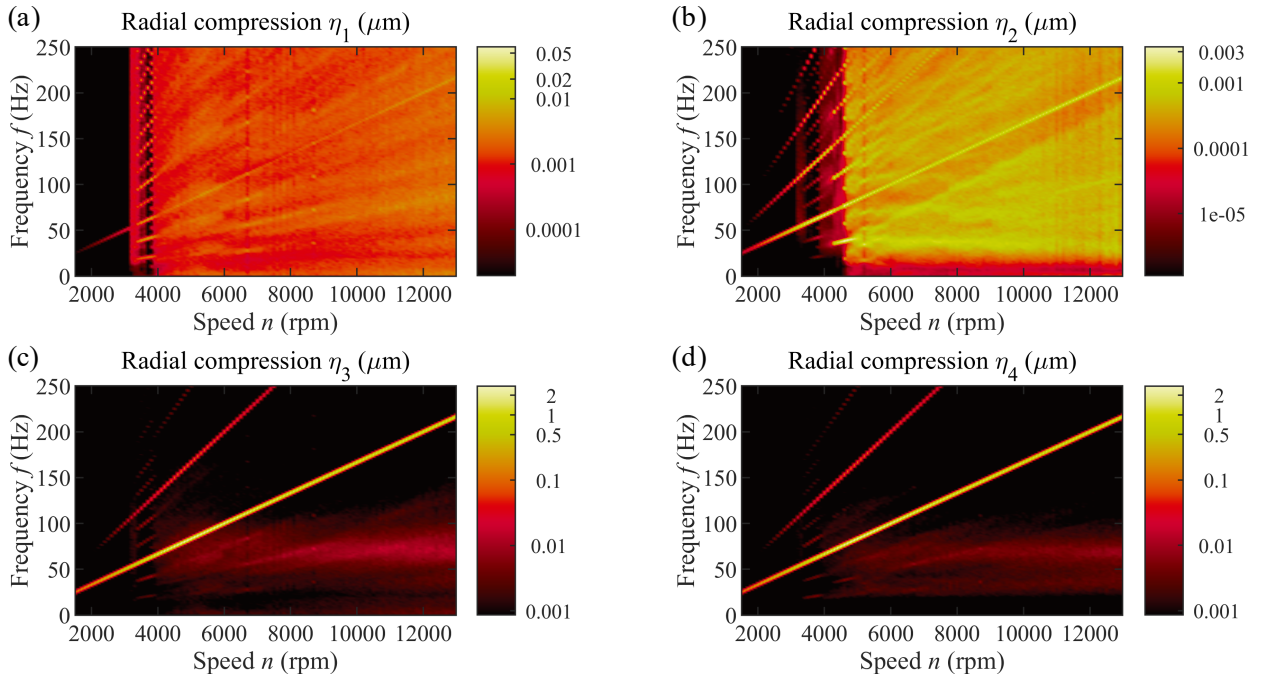 (a)
Radial compression η1 (μm)
250
200
150
100
50
0
Frequency f (Hz)
2000 4000 6000 8000 10000 12000
Speed n (rpm)
0.05
0.02
0.01
0.001
0.0001
(b)
Radial compression η2 (μm)
250
200
150
100
50
0
Frequency f (Hz)
2000 4000 6000 8000 10000 12000
Speed n (rpm)
0.003
0.001
0.0001
1e-05
(c)
Radial compression η3 (μm)
250
200
150
100
50
0
Frequency f (Hz)
2000 4000 6000 8000 10000 12000
Speed n (rpm)
2
1
0.5
0.1
0.01
0.001
(d)
Radial compression η4 (μm)
250
200
150
100
50
0
Frequency f (Hz)
2000 4000 6000 8000 10000 12000
Speed n (rpm)
2
1
0.5
0.1
0.01
0.001